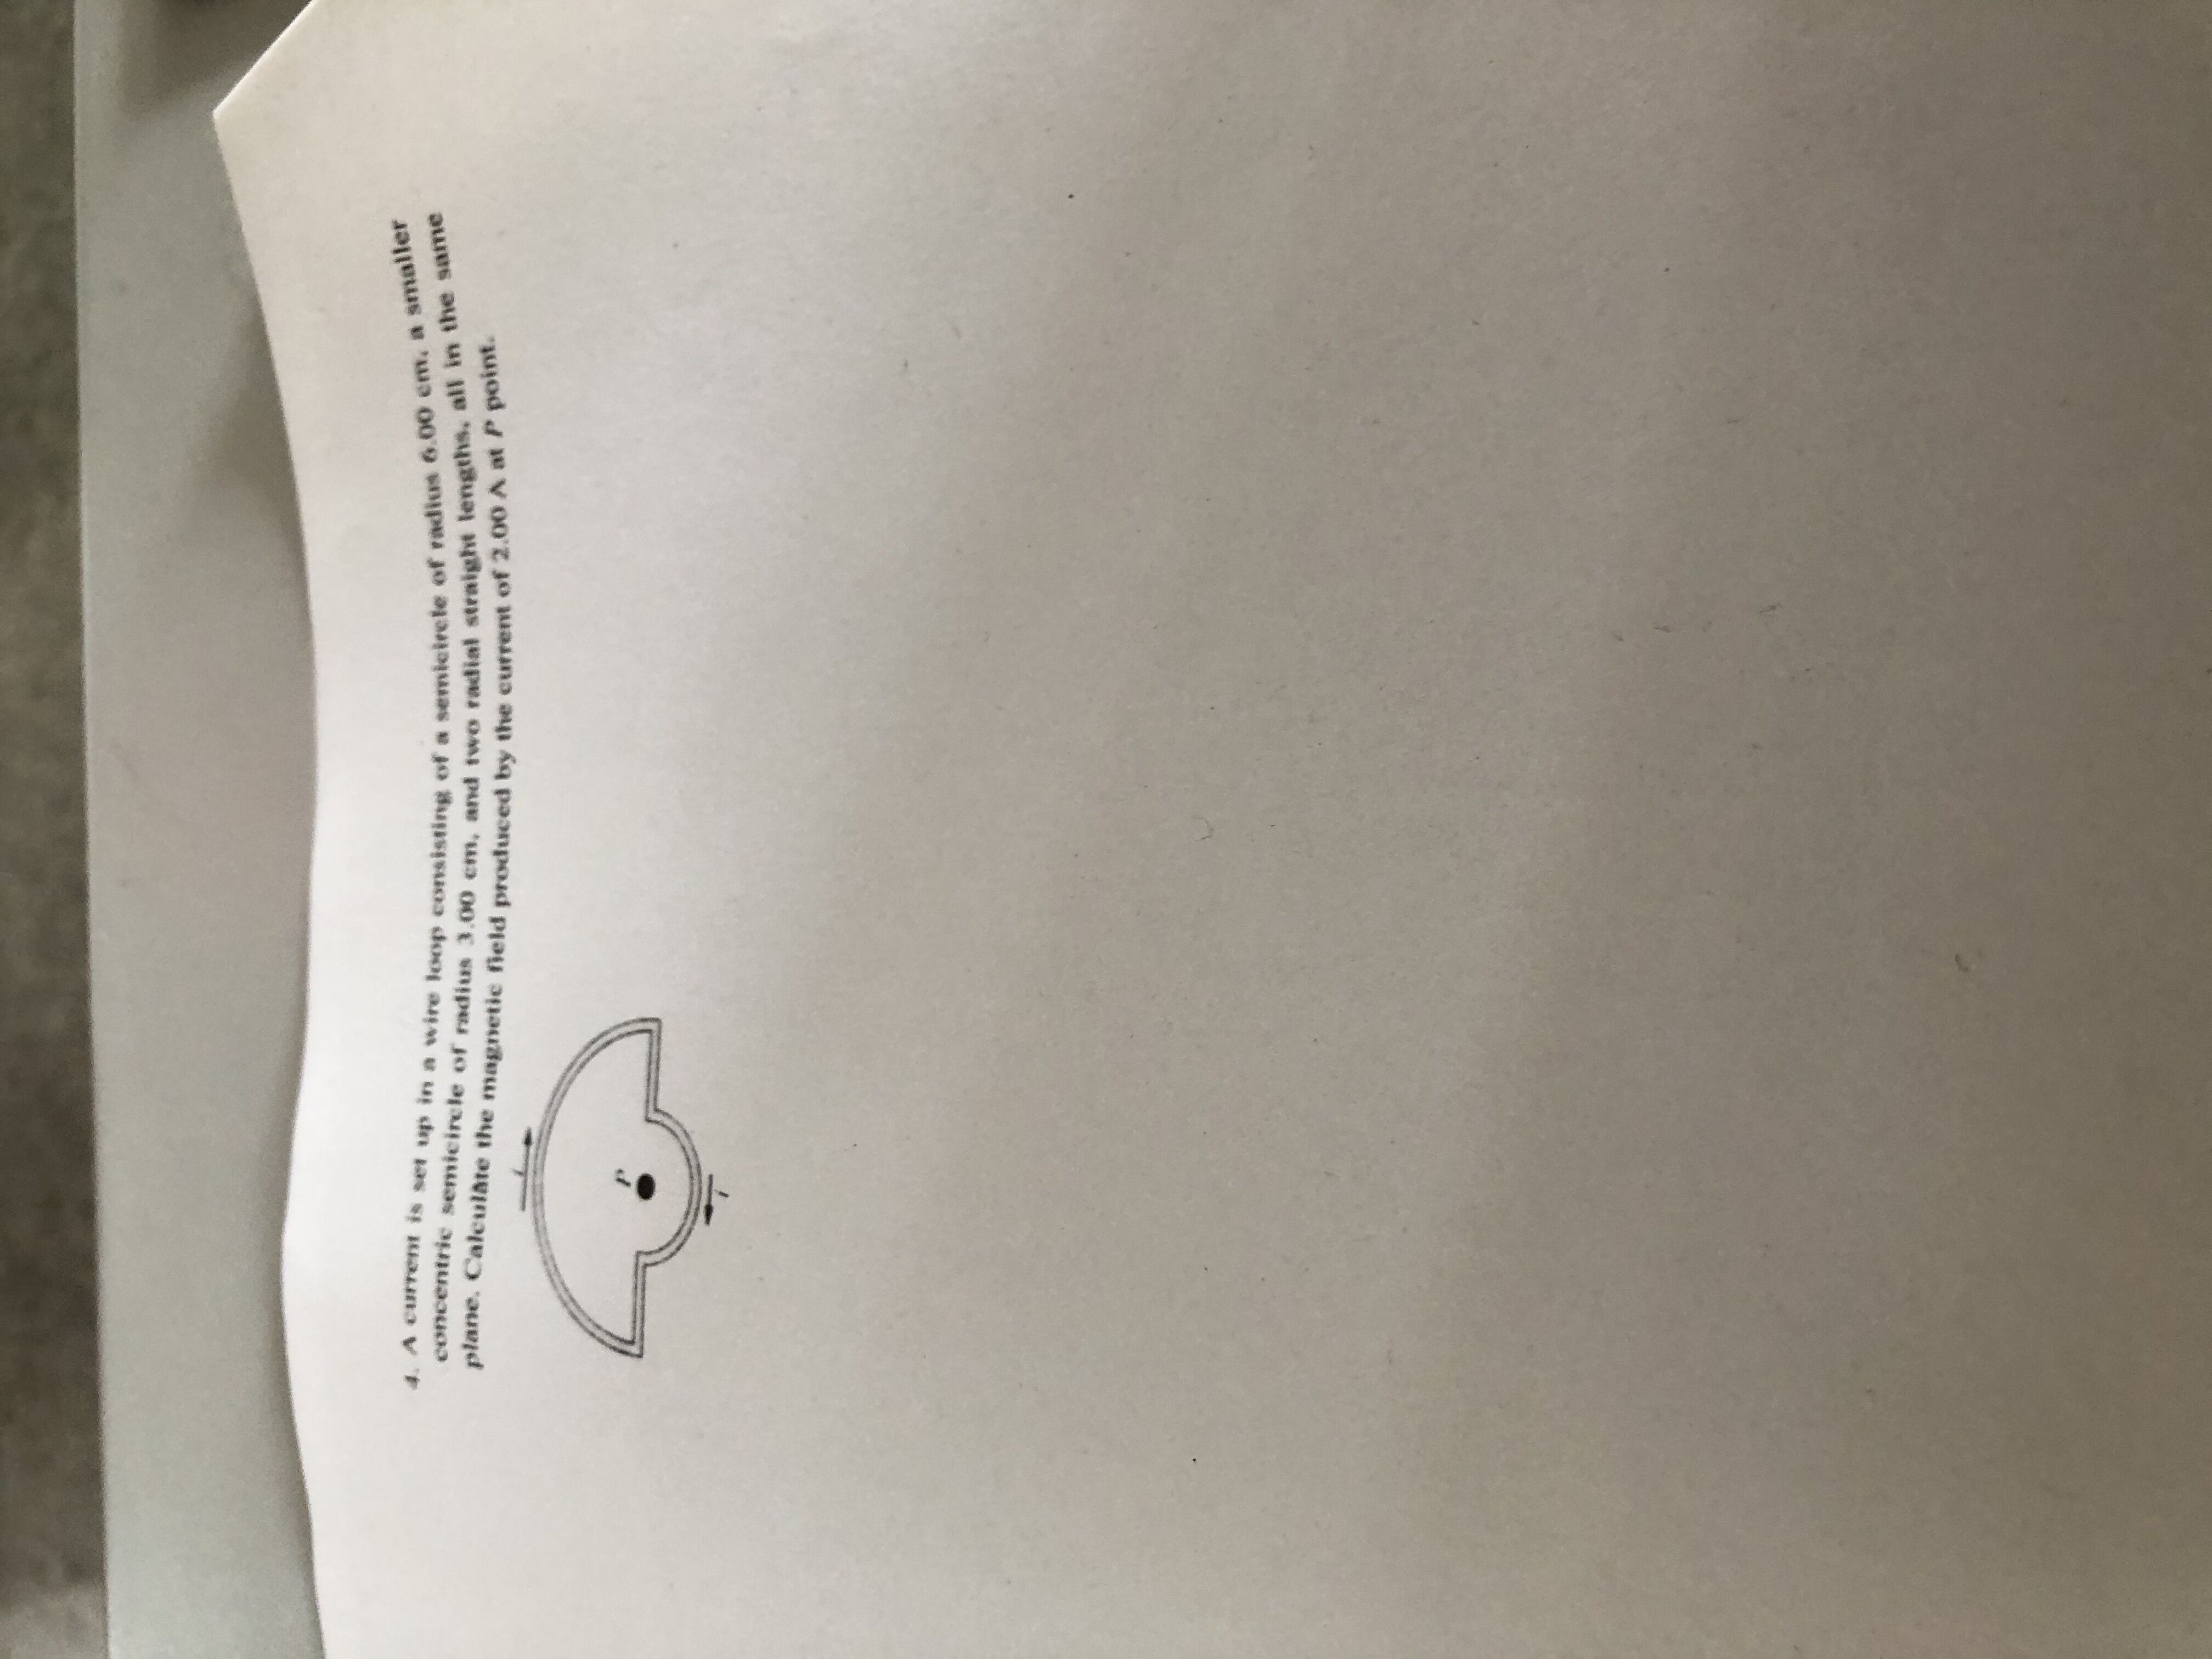 4. A current is set up in a wire loop consisting of a semicircle of radius 6.00 cm, a smaller
concentric semicircle of radius 3.00 cm, and two radial straight lengths, all in the same
plane. Calculate the magnetic field produced by the current of 2.00 A at P point.
i
P
i